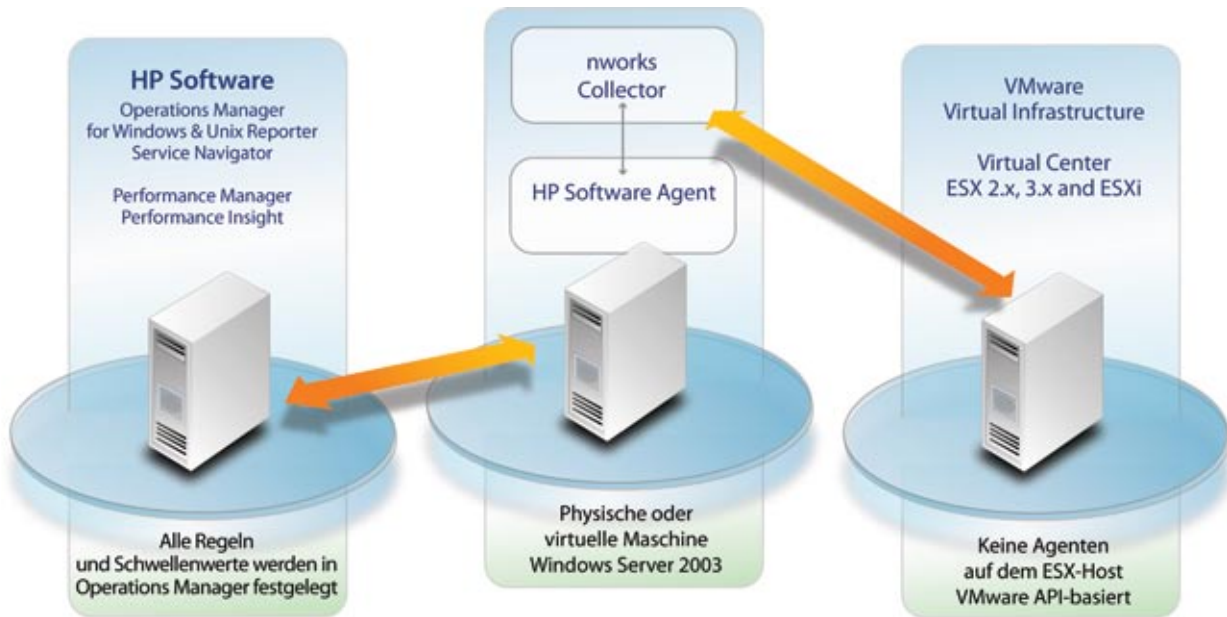 HP Software
Operations Manager
for Windows & Unix Reporter
Service Navigator
Performance Manager
Performance Insight
Alle Regeln
und Schwellenwerte werden in
Operations Manager festgelegt
nworks
Collector
HP Software Agent
Physische oder
virtuelle Maschine
Windows Server 2003
VMware
Virtual Infrastructure
Virtual Center
ESX 2.x, 3.x and ESXi
Keine Agenten
auf dem ESX-Host
VMware API-basiert